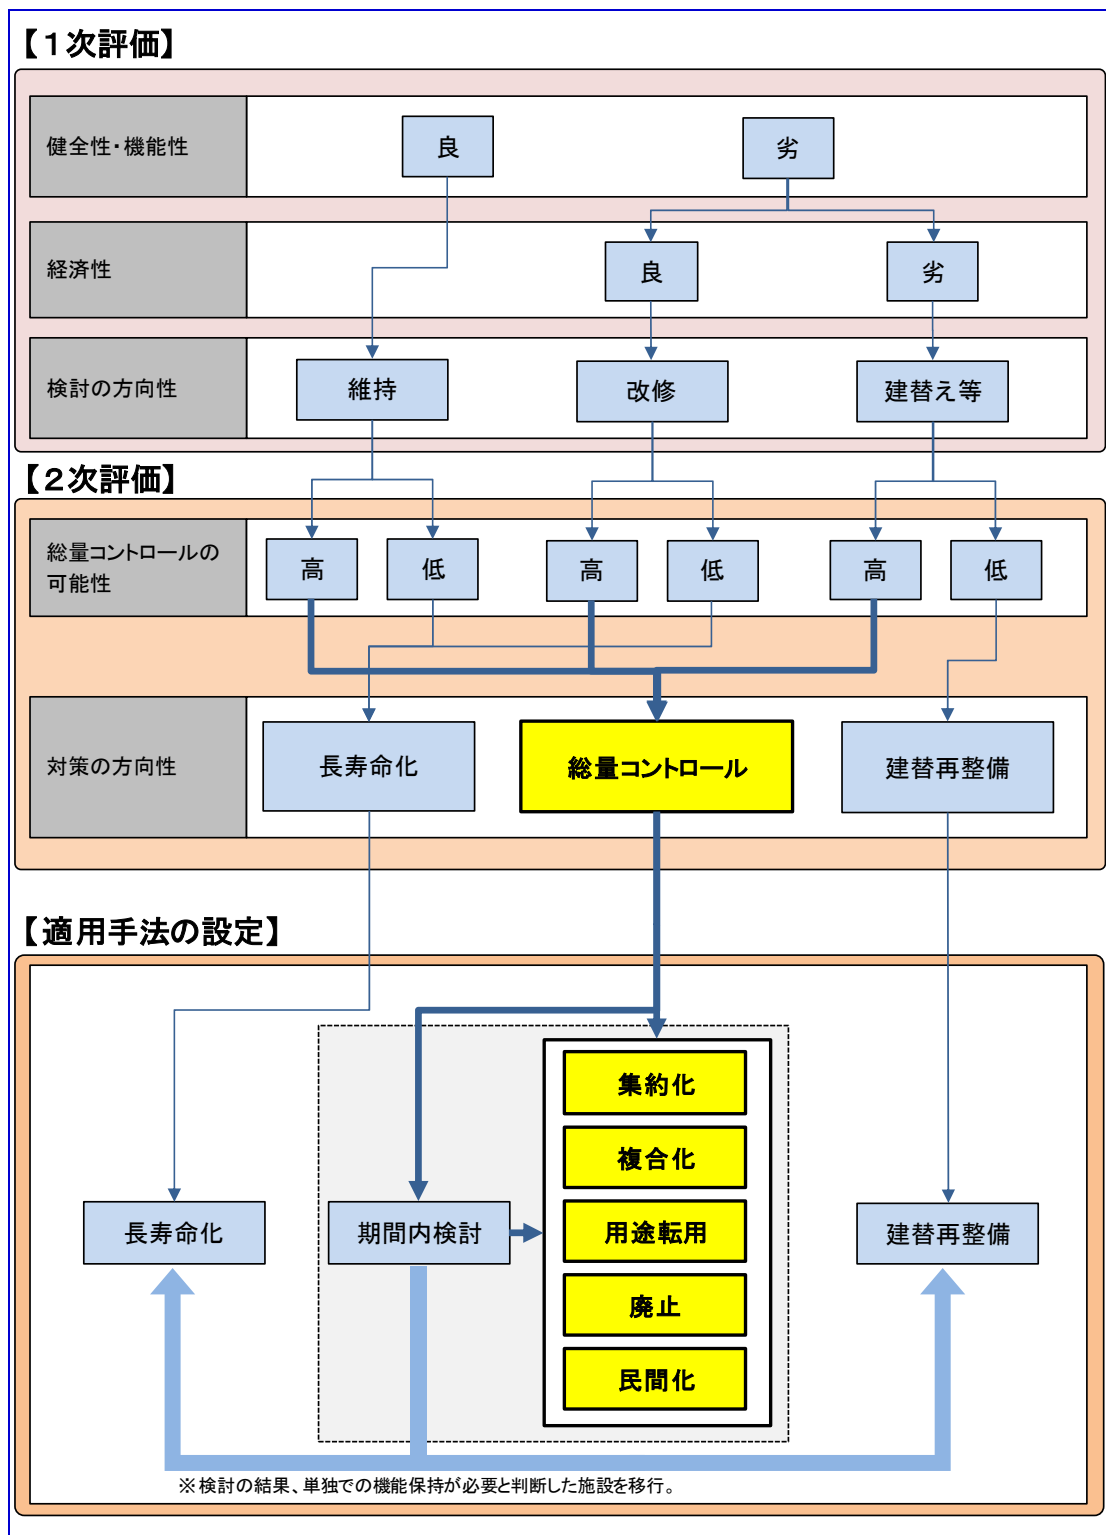 【１次評価】
健全性・機能性
良
劣
経済性
良
劣
検討の方向性
維持
改修
建替え等
【２次評価】
総量コントロールの
可能性
高
低
高
低
高
低
対策の方向性
長寿命化
総量コントロール
建替再整備
【適用手法の設定】
集約化
複合化
長寿命化
期間内検討
用途転用
建替再整備
廃止
民間化
※検討の結果、単独での機能保持が必要と判断した施設を移行。